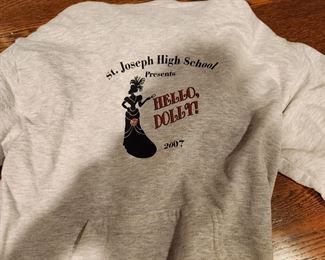 St. Joseph High School
Presents
HELLO,
DOLLY!
2007